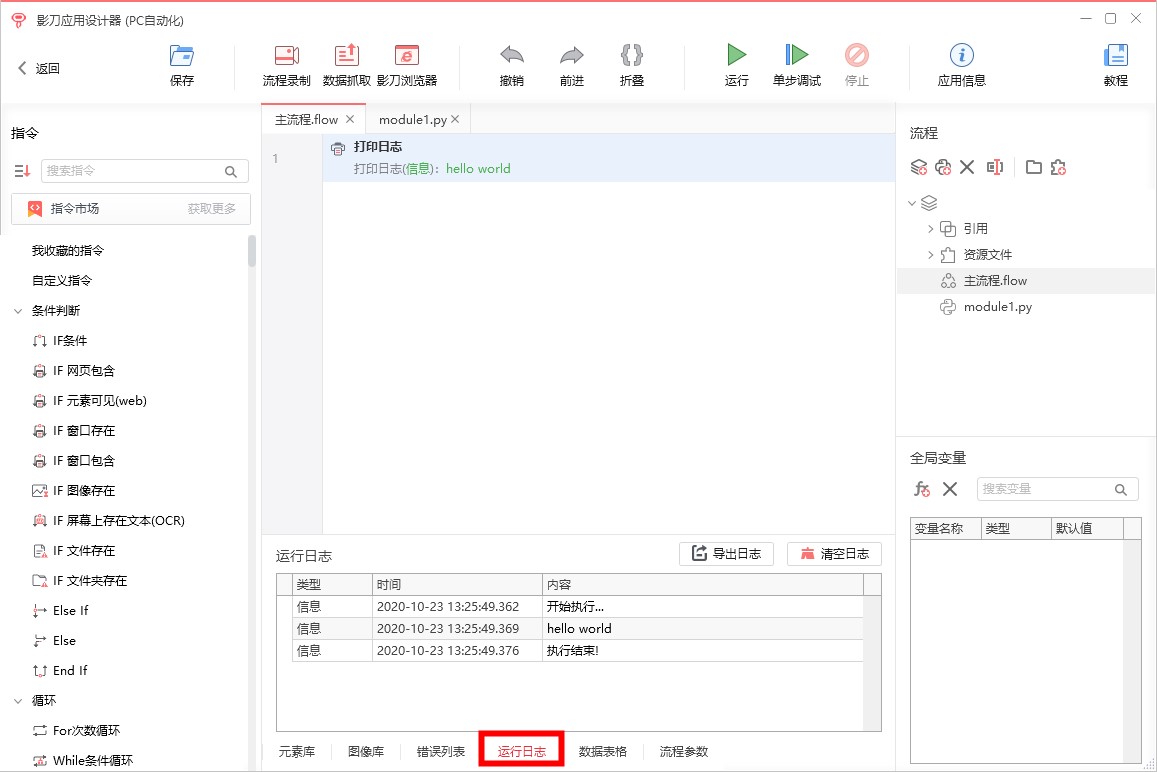 影刀应用设计器 (PC自动化)
返回
保存
流程录制
数据抓取
影刀浏览器
撤销
前进
折叠
运行
单步调试
停止
应用信息
教程
指令
搜索指令
指令市场
获取更多
我收藏的指令
自定义指令
条件判断
IF条件
IF 网页包含
IF 元素可见(web)
IF 窗口存在
IF 窗口包含
IF 图像存在
IF 屏幕上存在文本(OCR)
IF 文件存在
IF 文件夹存在
Else If
Else
End If
循环
For次数循环
While条件循环
主流程.flow
module1.py
1
打印日志
打印日志(信息)：hello world
运行日志
导出日志
清空日志
类型 时间 内容
信息 2020-10-23 13:25:49.362 开始执行...
信息 2020-10-23 13:25:49.369 hello world
信息 2020-10-23 13:25:49.376 执行结束!
元素库
图像库
错误列表
运行日志
数据表格
流程参数
流程
引用
资源文件
主流程.flow
module1.py
全局变量
搜索变量
变量名称 类型 默认值